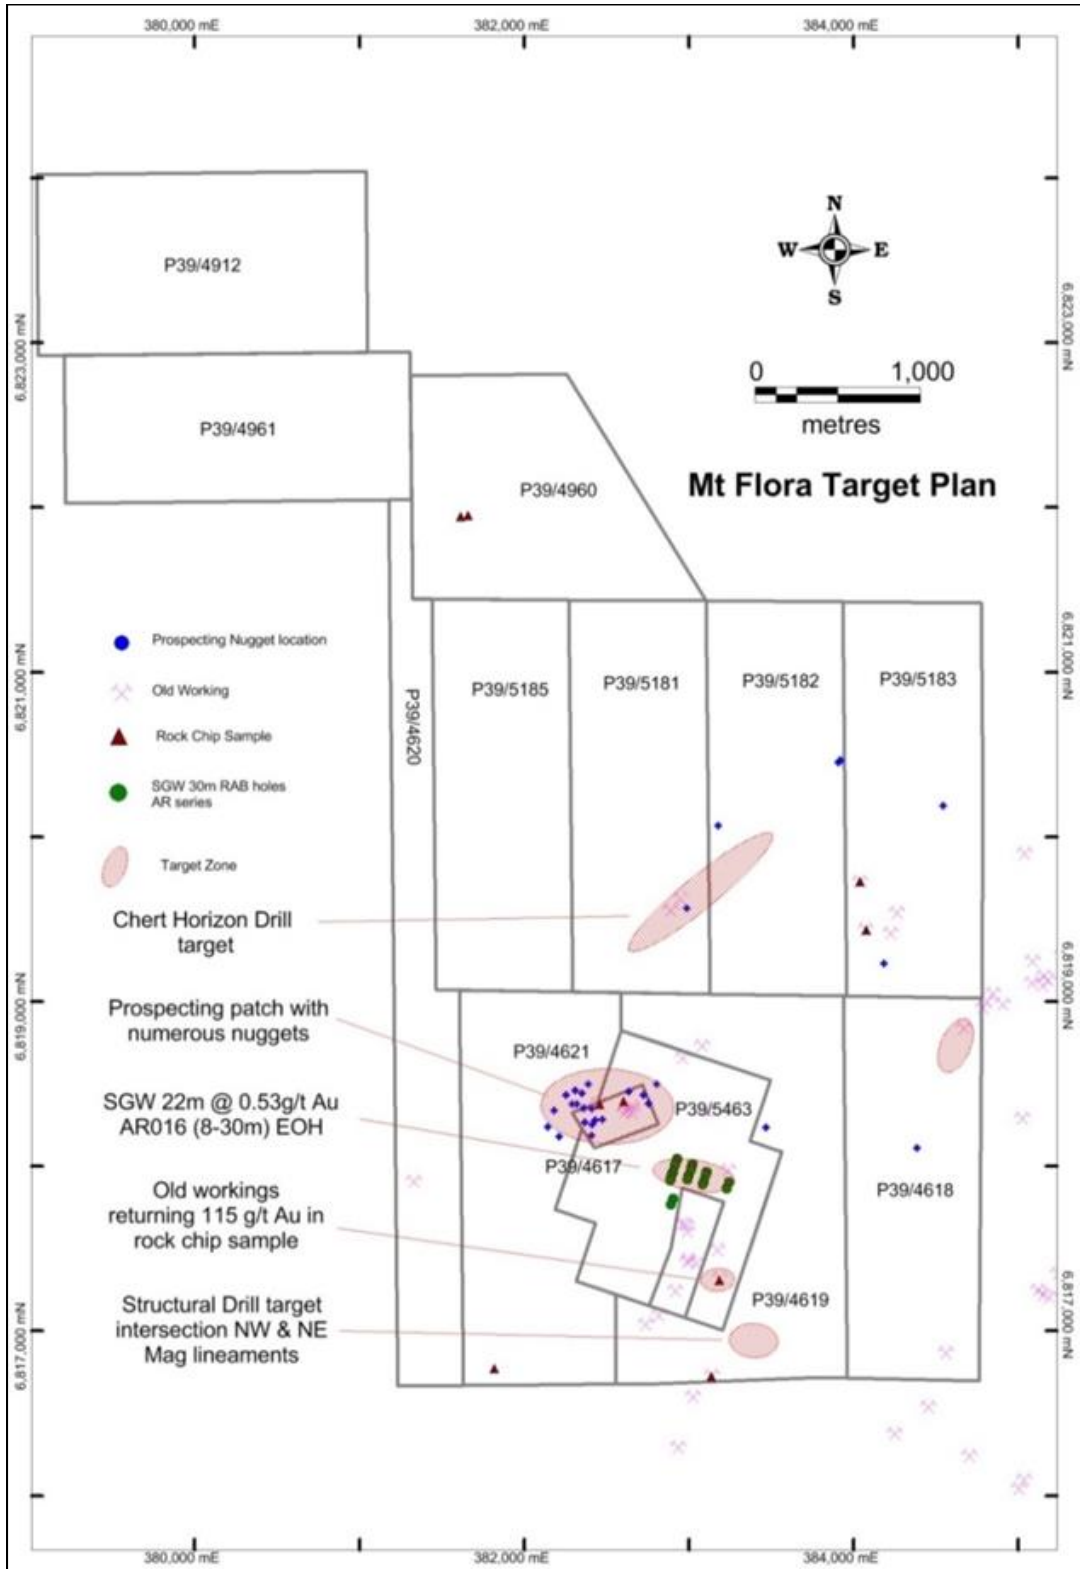 380,000 mE
382,000 mE
384,000 mE
N
W
E
S
P39/4912
6,823,000 mN
6,823,000 mN
0
1,000
metres
P39/4961
P39/4960
Mt Flora Target Plan
Prospecting Nugget location
Old Working
Rock Chip Sample
SGW 30m RAB holes
AR series
Target Zone
6,821,000 mN
6,821,000 mN
P39/4620
P39/5185
P39/5181
P39/5182
P39/5183
Chert Horizon Drill
target
6,819,000 mN
6,819,000 mN
Prospecting patch with
numerous nuggets
P39/4621
SGW 22m @ 0.53g/t Au
AR016 (8-30m) EOH
P39/5463
P39/4617
P39/4618
Old workings
returning 115 g/t Au in
rock chip sample
P39/4619
Structural Drill target
intersection NW & NE
Mag lineaments
6,817,000 mN
6,817,000 mN
380,000 mE
382,000 mE
384,000 mE